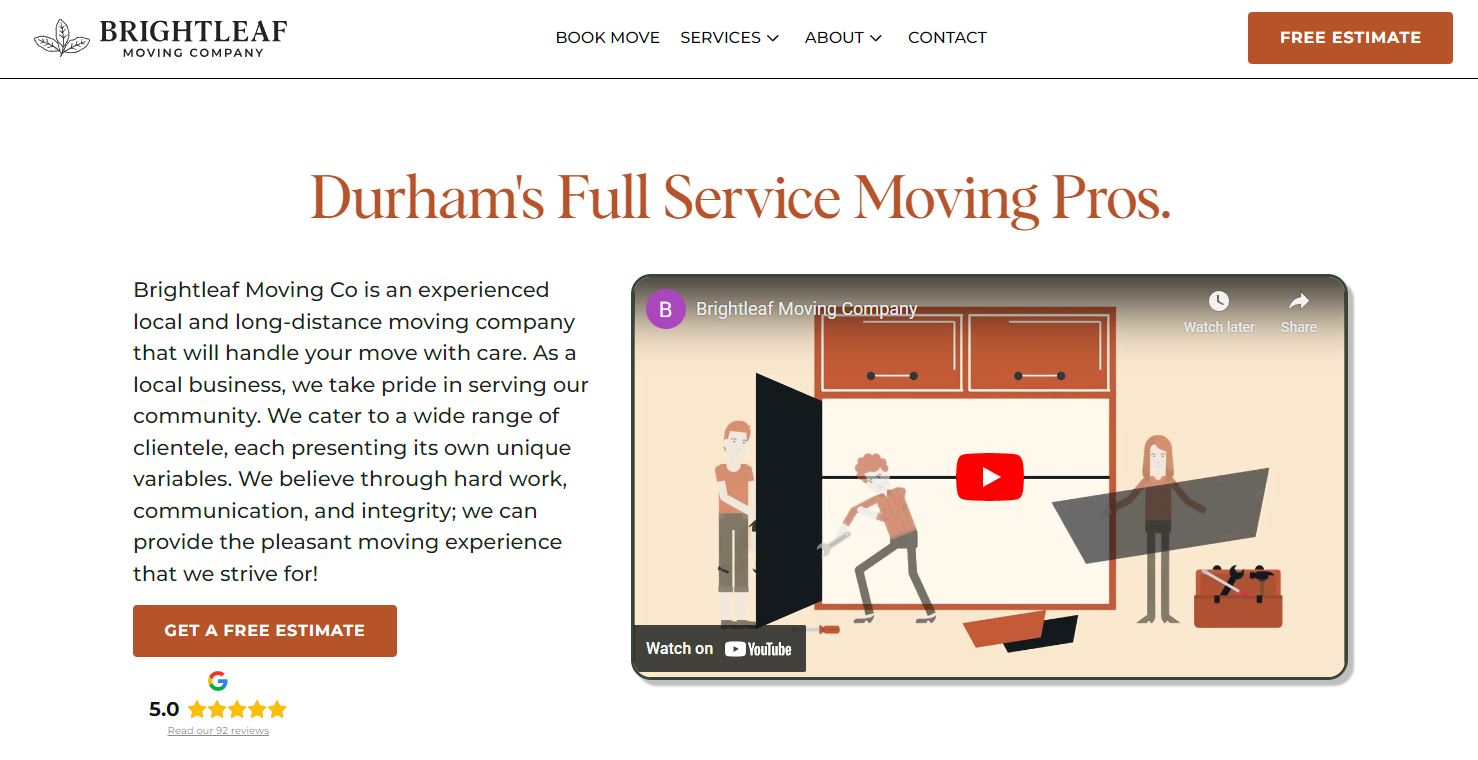 BRIGHTLEAF
MOVING COMPANY
BOOK MOVE SERVICES ABOUT CONTACT
FREE ESTIMATE
Durham's Full Service Moving Pros.
Brightleaf Moving Co is an experienced
local and long-distance moving company
that will handle your move with care. As a
local business, we take pride in serving our
community. We cater to a wide range of
clientele, each presenting its own unique
variables. We believe through hard work,
communication, and integrity; we can
provide the pleasant moving experience
that we strive for!
GET A FREE ESTIMATE
G
5.0
Read our 92 reviews
B Brightleaf Moving Company
Watch later Share
Watch on YouTube